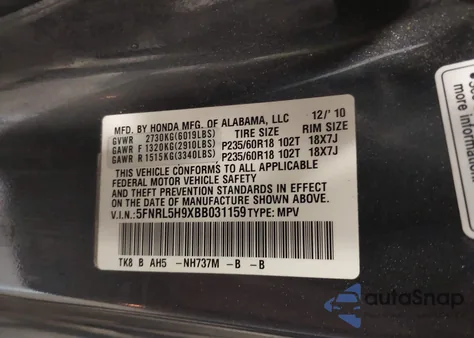 MFD. BY HONDA MFG. OF ALABAMA, LLC 12/' 10
GVWR 2730KG(6019LBS) TIRE SIZE RIM SIZE
GAWR F 1320KG(2910LBS) P235/60R18 102T 18X7J
GAWR R 1515KG(3340LBS) P235/60R18 102T 18X7J
THIS VEHICLE CONFORMS TO ALL APPLICABLE
FEDERAL MOTOR VEHICLE SAFETY, BUMPER,
AND THEFT PREVENTION STANDARDS IN EFFECT
ON THE DATE OF MANUFACTURE SHOWN ABOVE.
V.I.N.:5FNRL5H9XBB031159 TYPE: MPV
TK8 B AH5 -NH737M -B -B
autoSnap